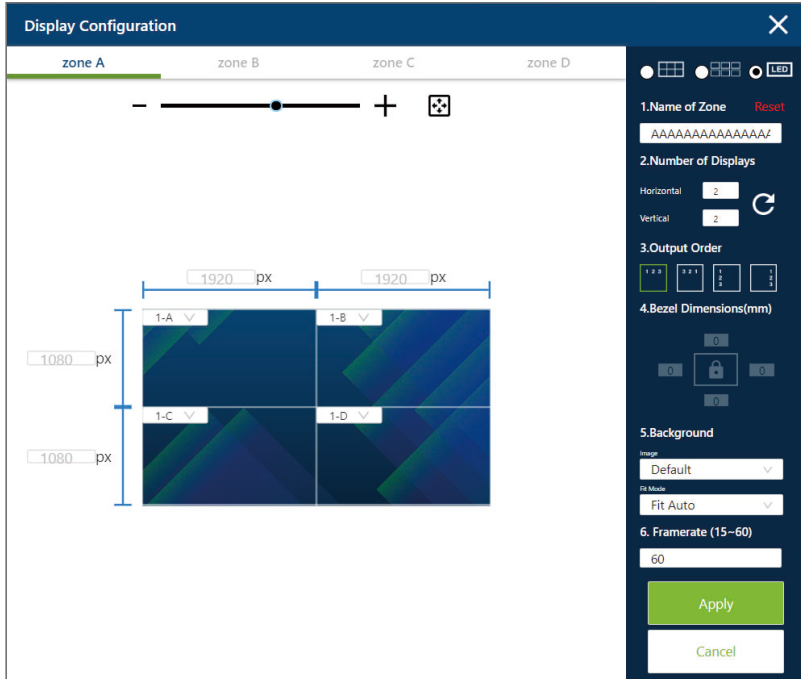 Display Configuration
zone A zone B zone C zone D
LED
1.Name of Zone Reset
AAAAAAAAAAAAAAA
2.Number of Displays
Horizontal 2
Vertical 2
3.Output Order
1 2 3 3 2 1 1 2 3 1 2 3
4.Bezel Dimensions(mm)
0
0 0
0
5.Background
Image
Default
Fit Mode
Fit Auto
6. Framerate (15~60)
60
Apply
Cancel
1920 px 1920 px
1-A 1-B
1080 px
1-C 1-D
1080 px